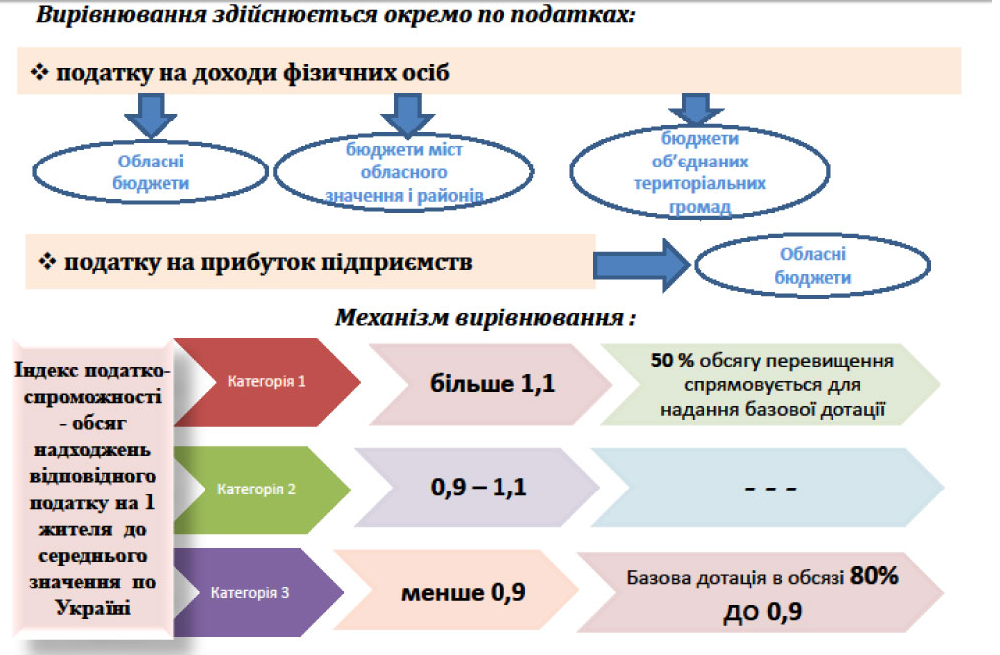 Вирівнювання здійснюється окремо по податках:
❖ податку на доходи фізичних осіб
Обласні
бюджети
бюджети міст
обласного
значення і районів
бюджети
об’єднаних
територіальних
громад
❖ податку на прибуток підприємств
Обласні
бюджети
Механізм вирівнювання :
Індекс податко-
спроможності
- обсяг
надходжень
відповідного
податку на 1
жителя до
середнього
значення по
Україні
Категорія 1
більше 1,1
50 % обсягу перевищення
спрямовується для
надання базової дотації
Категорія 2
0,9 – 1,1
- - -
Категорія 3
менше 0,9
Базова дотація в обсязі 80%
ДО 0,9